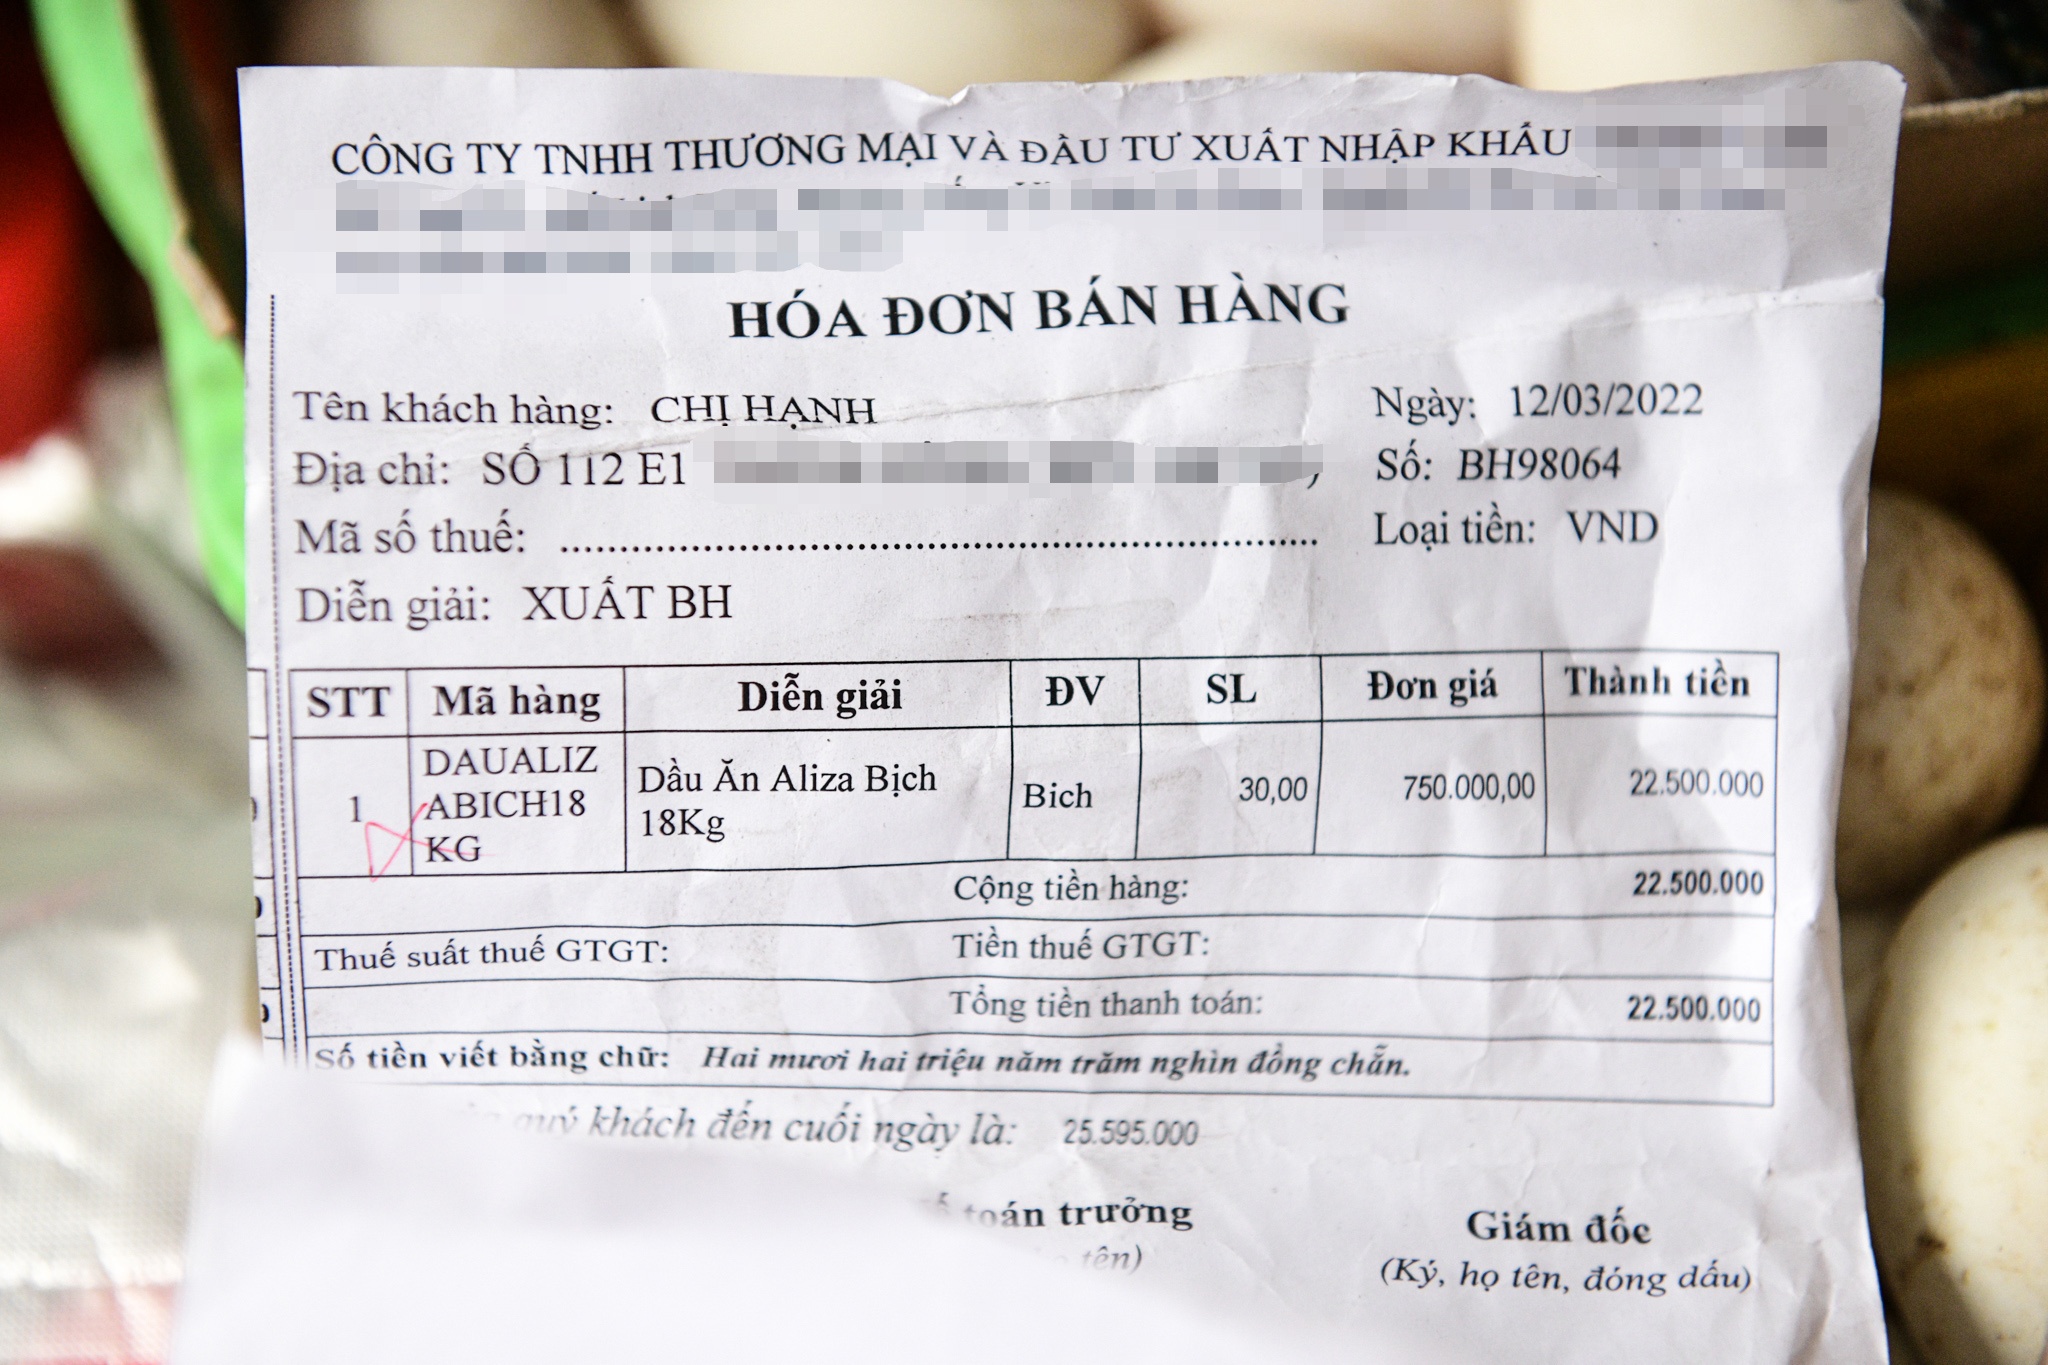 CÔNG TY TNHH THƯƠNG MẠI VÀ ĐẦU TƯ XUẤT NHẬP KHẨU
HÓA ĐƠN BÁN HÀNG
Tên khách hàng: CHỊ HẠNH
Ngày: 12/03/2022
Địa chỉ: SỐ 112 E1
Số: BH98064
Mã số thuế: ........................................................................
Loại tiền: VND
Diễn giải: XUẤT BH
STT Mã hàng Diễn giải ĐV SL Đơn giá Thành tiền
1 DAUALIZ
ABICH18
KG
Dầu Ăn Aliza Bịch
18Kg
Bich 30,00 750.000,00 22.500.000
Cộng tiền hàng: 22.500.000
Thuế suất thuế GTGT: Tiền thuế GTGT:
Tổng tiền thanh toán: 22.500.000
Số tiền viết bằng chữ: Hai mươi hai triệu năm trăm nghìn đồng chẵn.
quý khách đến cuối ngày là: 25.595.000
toán trưởng
tên)
Giám đốc
(Ký, họ tên, đóng dấu)